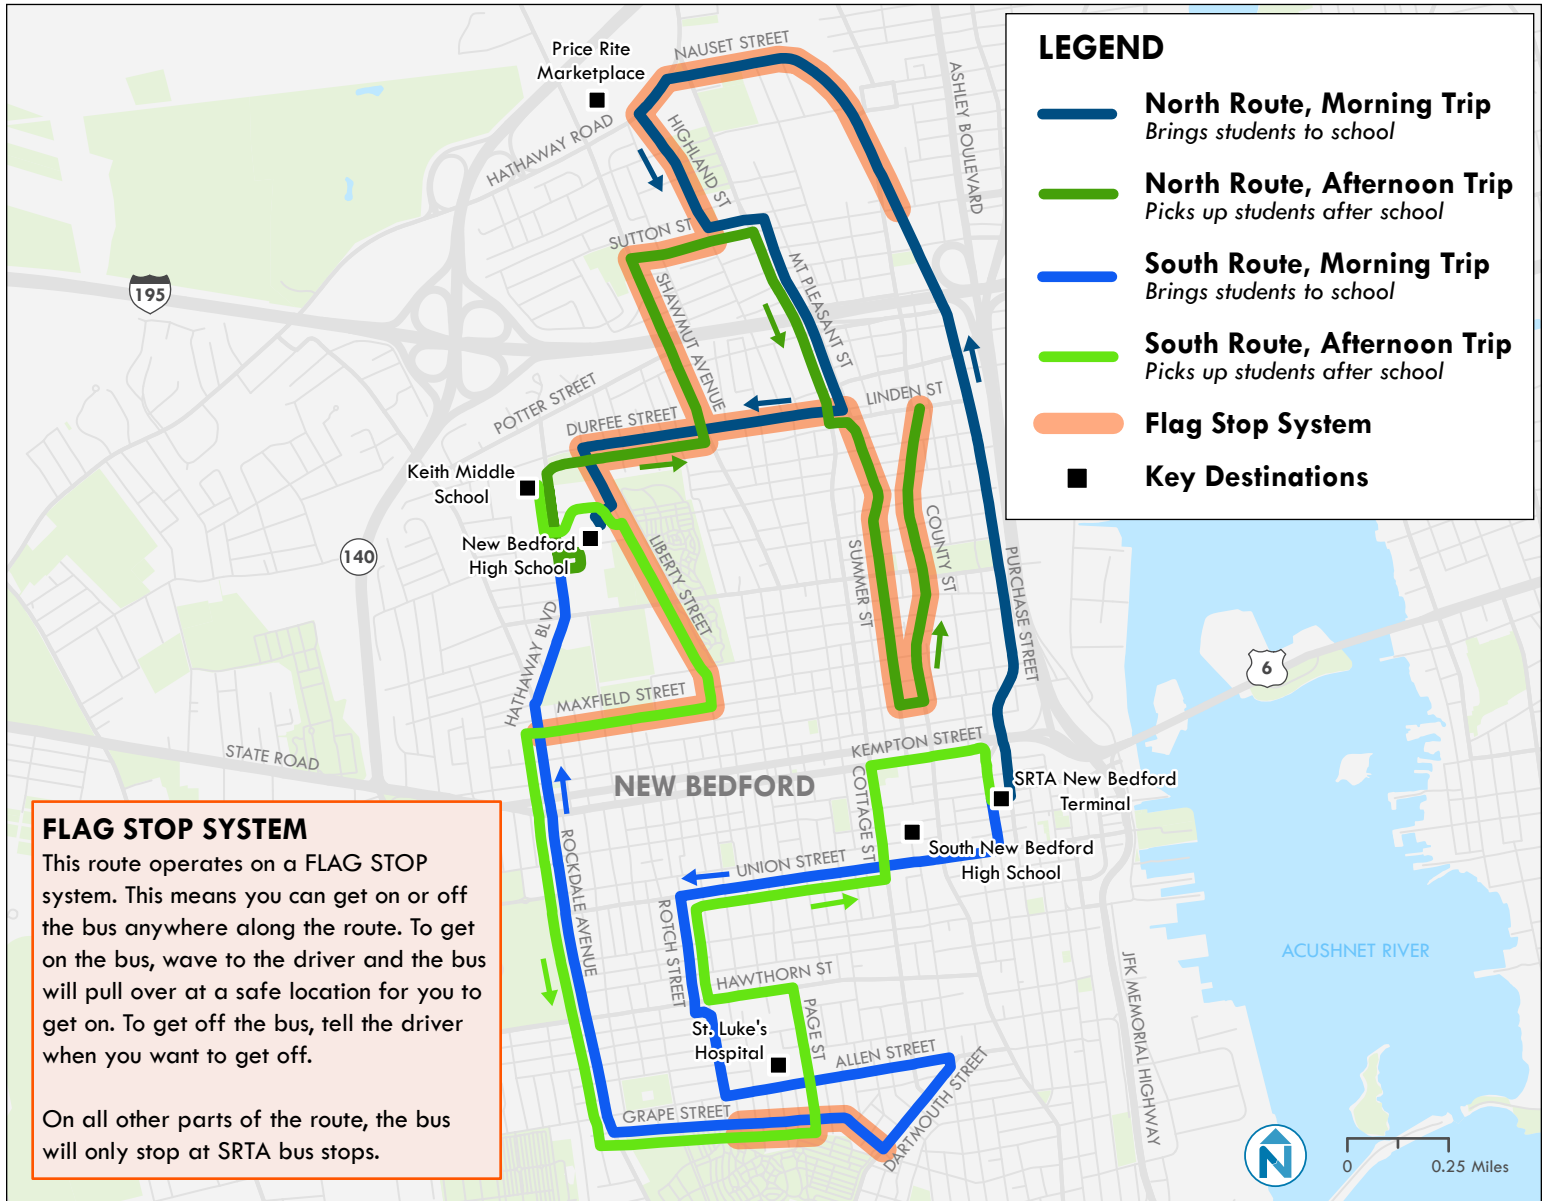 Price Rite
Marketplace
NAUSET STREET
ASHLEY BOULEVARD
HATHAWAY ROAD
HIGHLAND ST
SUTTON ST
195
SHAWMUT AVENUE
MT PLEASANT ST
POTTER STREET
DURFEE STREET
LINDEN ST
Keith Middle
School
New Bedford
High School
140
LIBERTY STREET
SUMMER ST
COUNTY ST
PURCHASE STREET
HATHAWAY BLVD
MAXFIELD STREET
6
STATE ROAD
KEMPTON STREET
NEW BEDFORD
COTTAGE ST
SRTA New Bedford
Terminal
South New Bedford
High School
UNION STREET
ROCKDALE AVENUE
ROTCH STREET
HAWTHORN ST
PAGE ST
St. Luke's
Hospital
ALLEN STREET
DARTMOUTH STREET
GRAPE STREET
JFK MEMORIAL HIGHWAY
ACUSHNET RIVER
0
0.25 Miles
N
LEGEND
North Route, Morning Trip
Brings students to school
North Route, Afternoon Trip
Picks up students after school
South Route, Morning Trip
Brings students to school
South Route, Afternoon Trip
Picks up students after school
Flag Stop System
Key Destinations
FLAG STOP SYSTEM
This route operates on a FLAG STOP
system. This means you can get on or off
the bus anywhere along the route. To get
on the bus, wave to the driver and the bus
will pull over at a safe location for you to
get on. To get off the bus, tell the driver
when you want to get off.
On all other parts of the route, the bus
will only stop at SRTA bus stops.